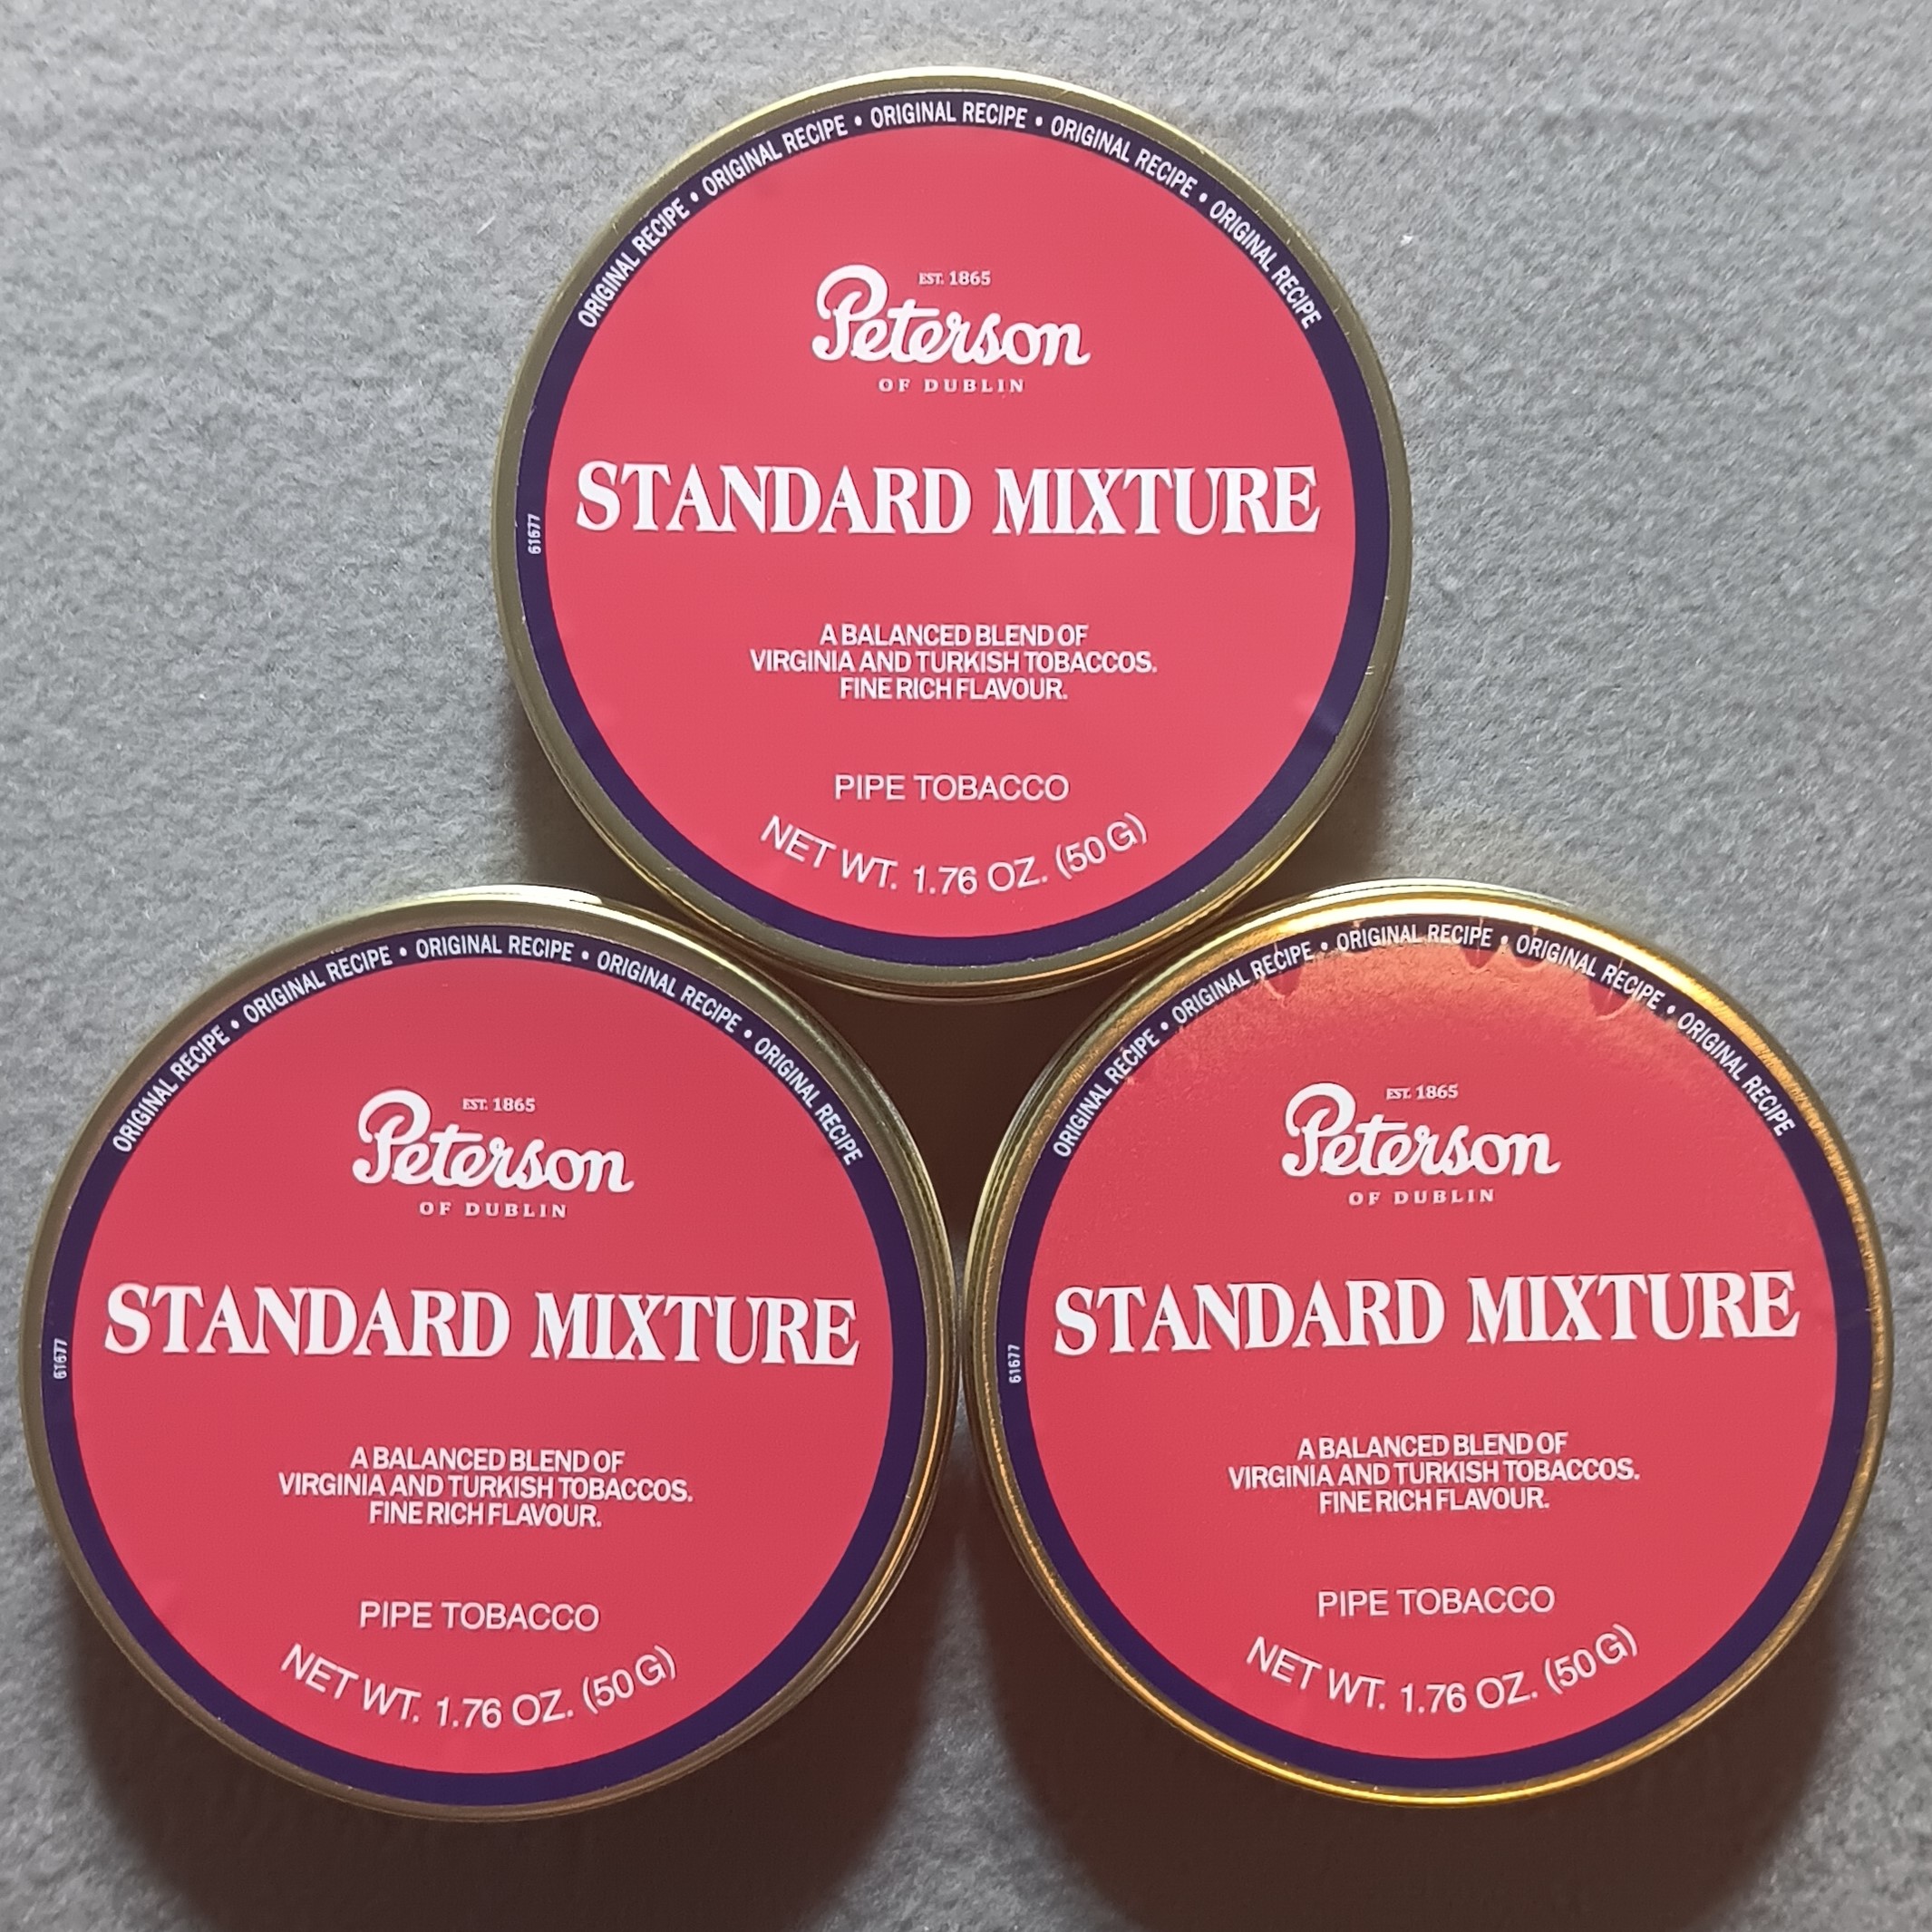 ORIGINAL RECIPE • ORIGINAL RECIPE • ORIGINAL RECIPE • ORIGINAL RECIPE • ORIGINAL RECIPE
EST. 1865
Peterson
OF DUBLIN
STANDARD MIXTURE
61677
A BALANCED BLEND OF
VIRGINIA AND TURKISH TOBACCOS.
FINE RICH FLAVOUR.
PIPE TOBACCO
NET WT. 1.76 OZ. (50 G)
ORIGINAL RECIPE • ORIGINAL RECIPE • ORIGINAL RECIPE • ORIGINAL RECIPE • ORIGINAL RECIPE
EST. 1865
Peterson
OF DUBLIN
STANDARD MIXTURE
61677
A BALANCED BLEND OF
VIRGINIA AND TURKISH TOBACCOS.
FINE RICH FLAVOUR.
PIPE TOBACCO
NET WT. 1.76 OZ. (50 G)
ORIGINAL RECIPE • ORIGINAL RECIPE • ORIGINAL RECIPE • ORIGINAL RECIPE • ORIGINAL RECIPE
EST. 1865
Peterson
OF DUBLIN
STANDARD MIXTURE
61677
A BALANCED BLEND OF
VIRGINIA AND TURKISH TOBACCOS.
FINE RICH FLAVOUR.
PIPE TOBACCO
NET WT. 1.76 OZ. (50 G)